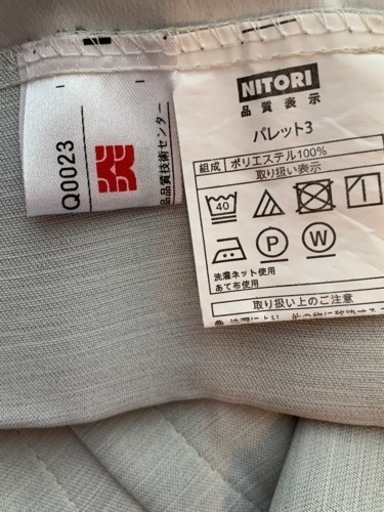 NITORI
品質表示
パレット3
組成 ポリエステル100%
取り扱い表示
40
P W
洗濯ネット使用
あて布使用
取り扱い上のご注意
Q0023
品品質技術センター